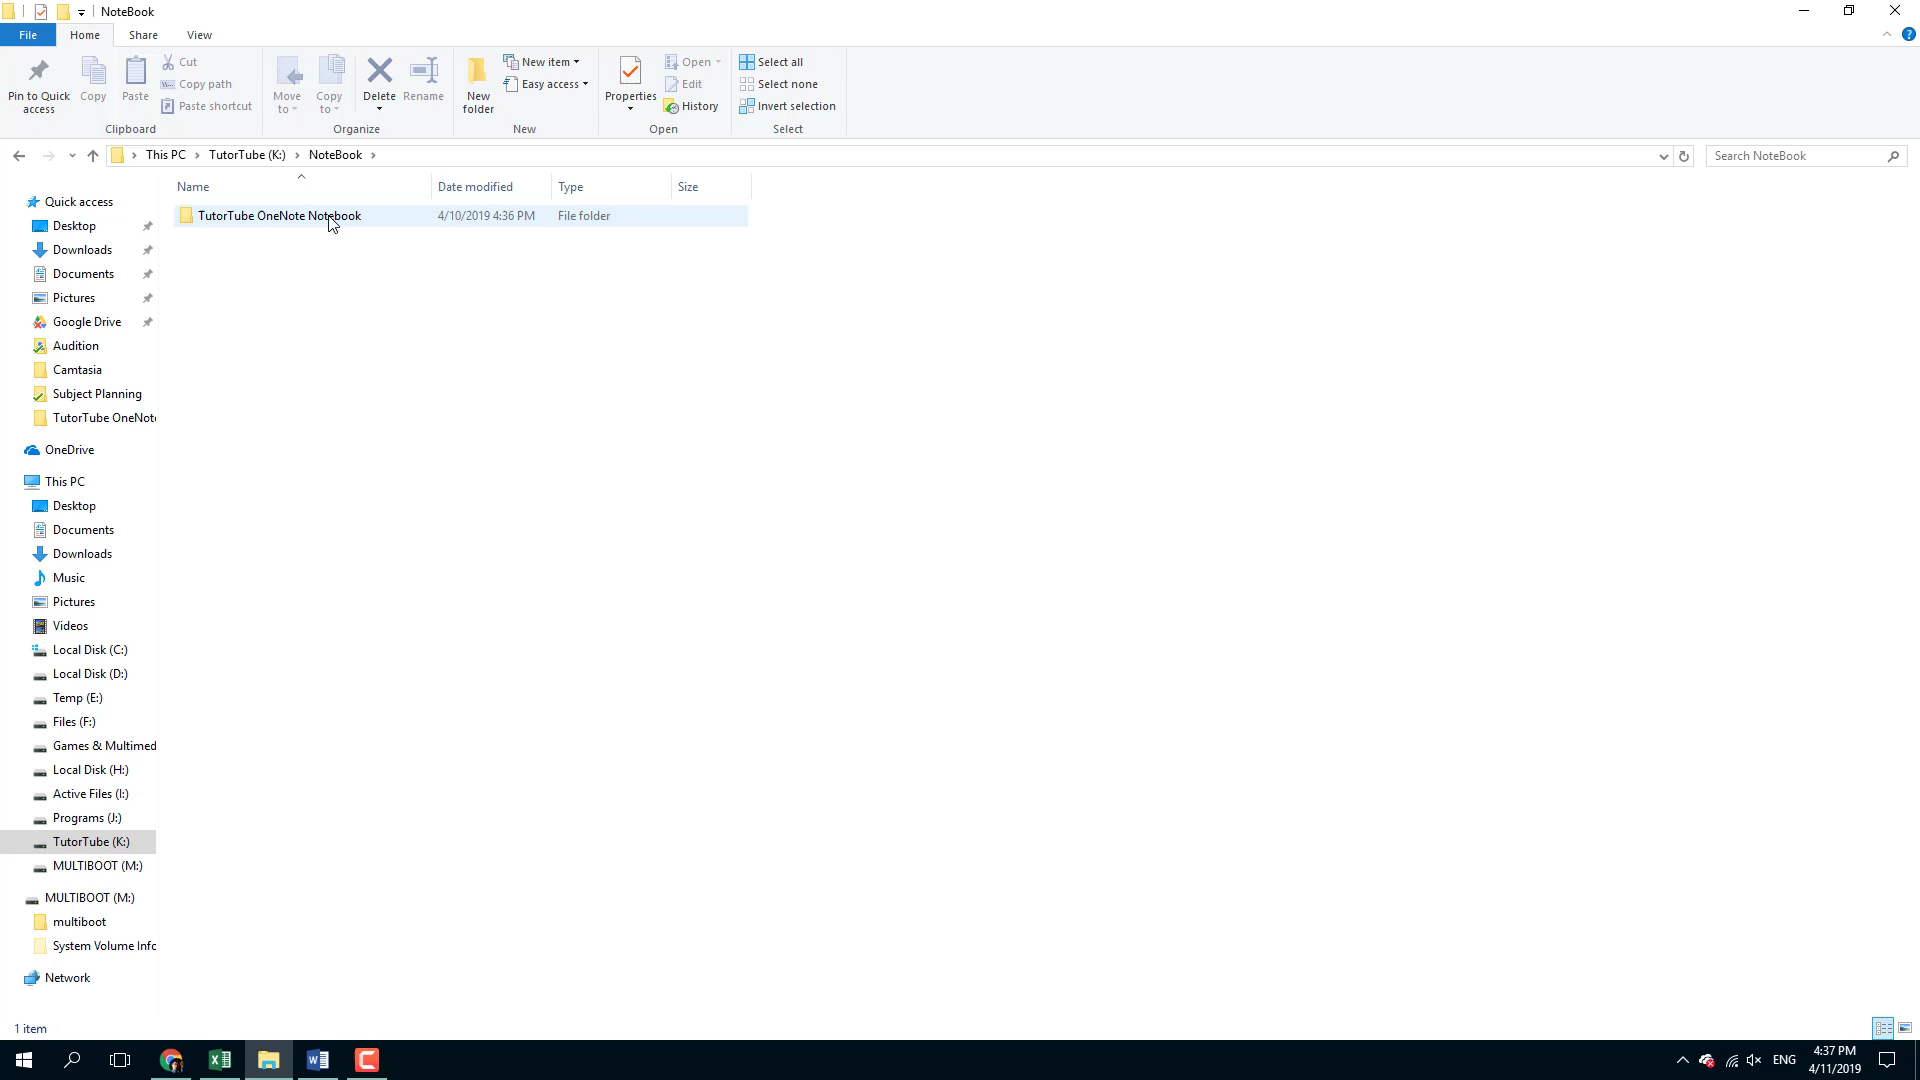 NoteBook
File Home Share View
Pin to Quick access
Copy
Paste
Cut
Copy path
Paste shortcut
Clipboard
Move to
Copy to
Delete
Rename
Organize
New folder
New item
Easy access
New
Properties
Open
Edit
History
Open
Select all
Select none
Invert selection
Select
This PC > TutorTube (K:) > NoteBook >
Search NoteBook
Name Date modified Type Size
TutorTube OneNote Notebook 4/10/2019 4:36 PM File folder
Quick access
Desktop
Downloads
Documents
Pictures
Google Drive
Audition
Camtasia
Subject Planning
TutorTube OneNote
OneDrive
This PC
Desktop
Documents
Downloads
Music
Pictures
Videos
Local Disk (C:)
Local Disk (D:)
Temp (E:)
Files (F:)
Games & Multimed
Local Disk (H:)
Active Files (I:)
Programs (J:)
TutorTube (K:)
MULTIBOOT (M:)
MULTIBOOT (M:)
multiboot
System Volume Info
Network
1 item
ENG
4:37 PM
4/11/2019